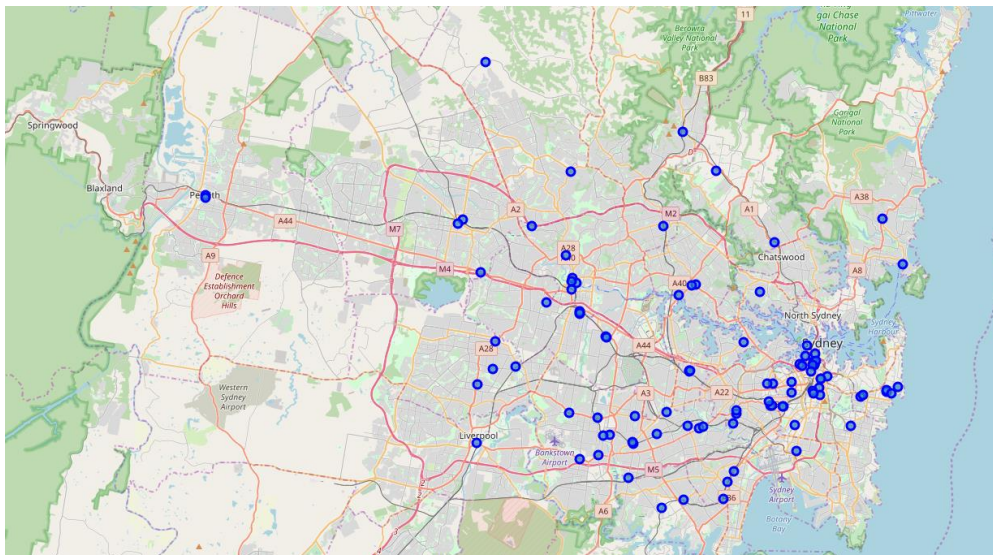 gai Chase
National
Park
Pittwater
11
Berowra
Valley National
Park
B83
Springwood
Garigal
National
Park
Blaxland
A38
A2
A1
M2
A44
M7
A28
Chatswood
A9
M4
A8
Defence
Establishment
Orchard
Hills
A40
North Sydney
Sydney
Harbour
A44
A28
A3
A22
Western
Sydney
Airport
Liverpool
Bankstown
Airport
M5
Sydney
Airport
A6
Botany
Bay